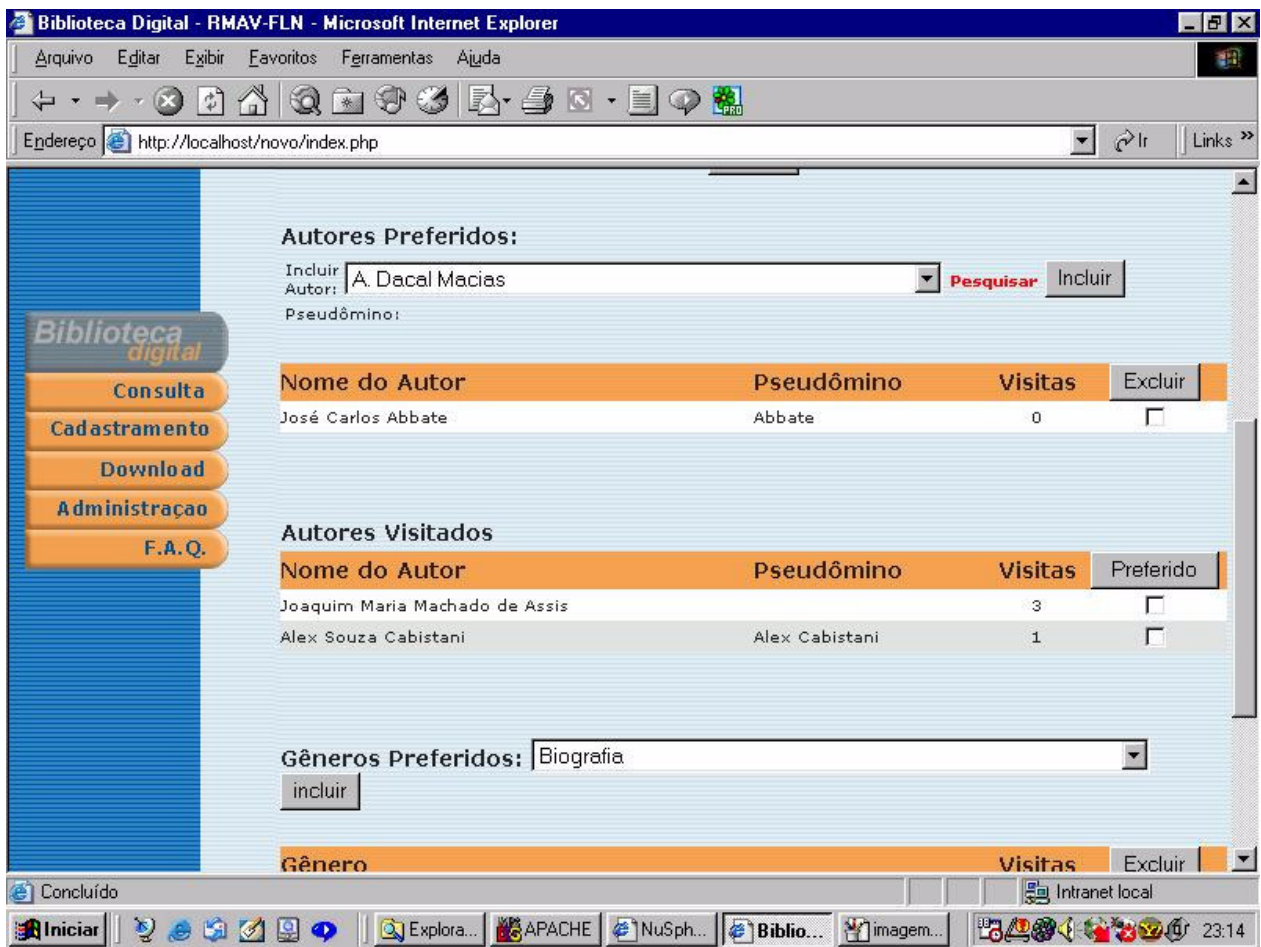 Biblioteca Digital - RMAV-FLN - Microsoft Internet Explorer
Arquivo Editar Exibir Favoritos Ferramentas Ajuda
PRO
Endereço http://localhost/novo/index.php Ir Links »
Autores Preferidos:
Incluir Autor: A. Dacal Macias Pesquisar Incluir
Pseudômino:
Biblioteca
digital
Consulta
Cadastramento
Download
Administraçao
F.A.Q.
Nome do Autor Pseudômino Visitas Excluir
José Carlos Abbate Abbate 0
Autores Visitados
Nome do Autor Pseudômino Visitas Preferido
Joaquim Maria Machado de Assis 3
Alex Souza Cabistani Alex Cabistani 1
Gêneros Preferidos: Biografia
incluir
Gênero Visitas Excluir
Concluído Intranet local
Iniciar Explora... APACHE NuSph... Biblio... imagem... 23:14